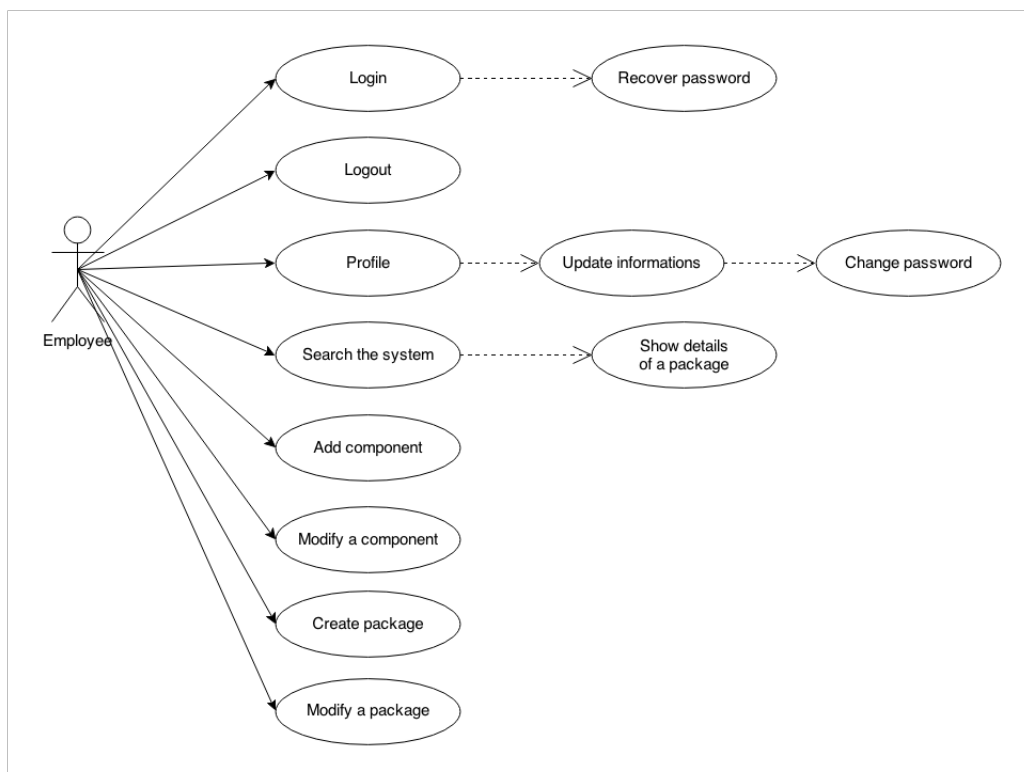 Login
Recover password
Logout
Profile
Update informations
Change password
Employee
Search the system
Show details
of a package
Add component
Modify a component
Create package
Modify a package